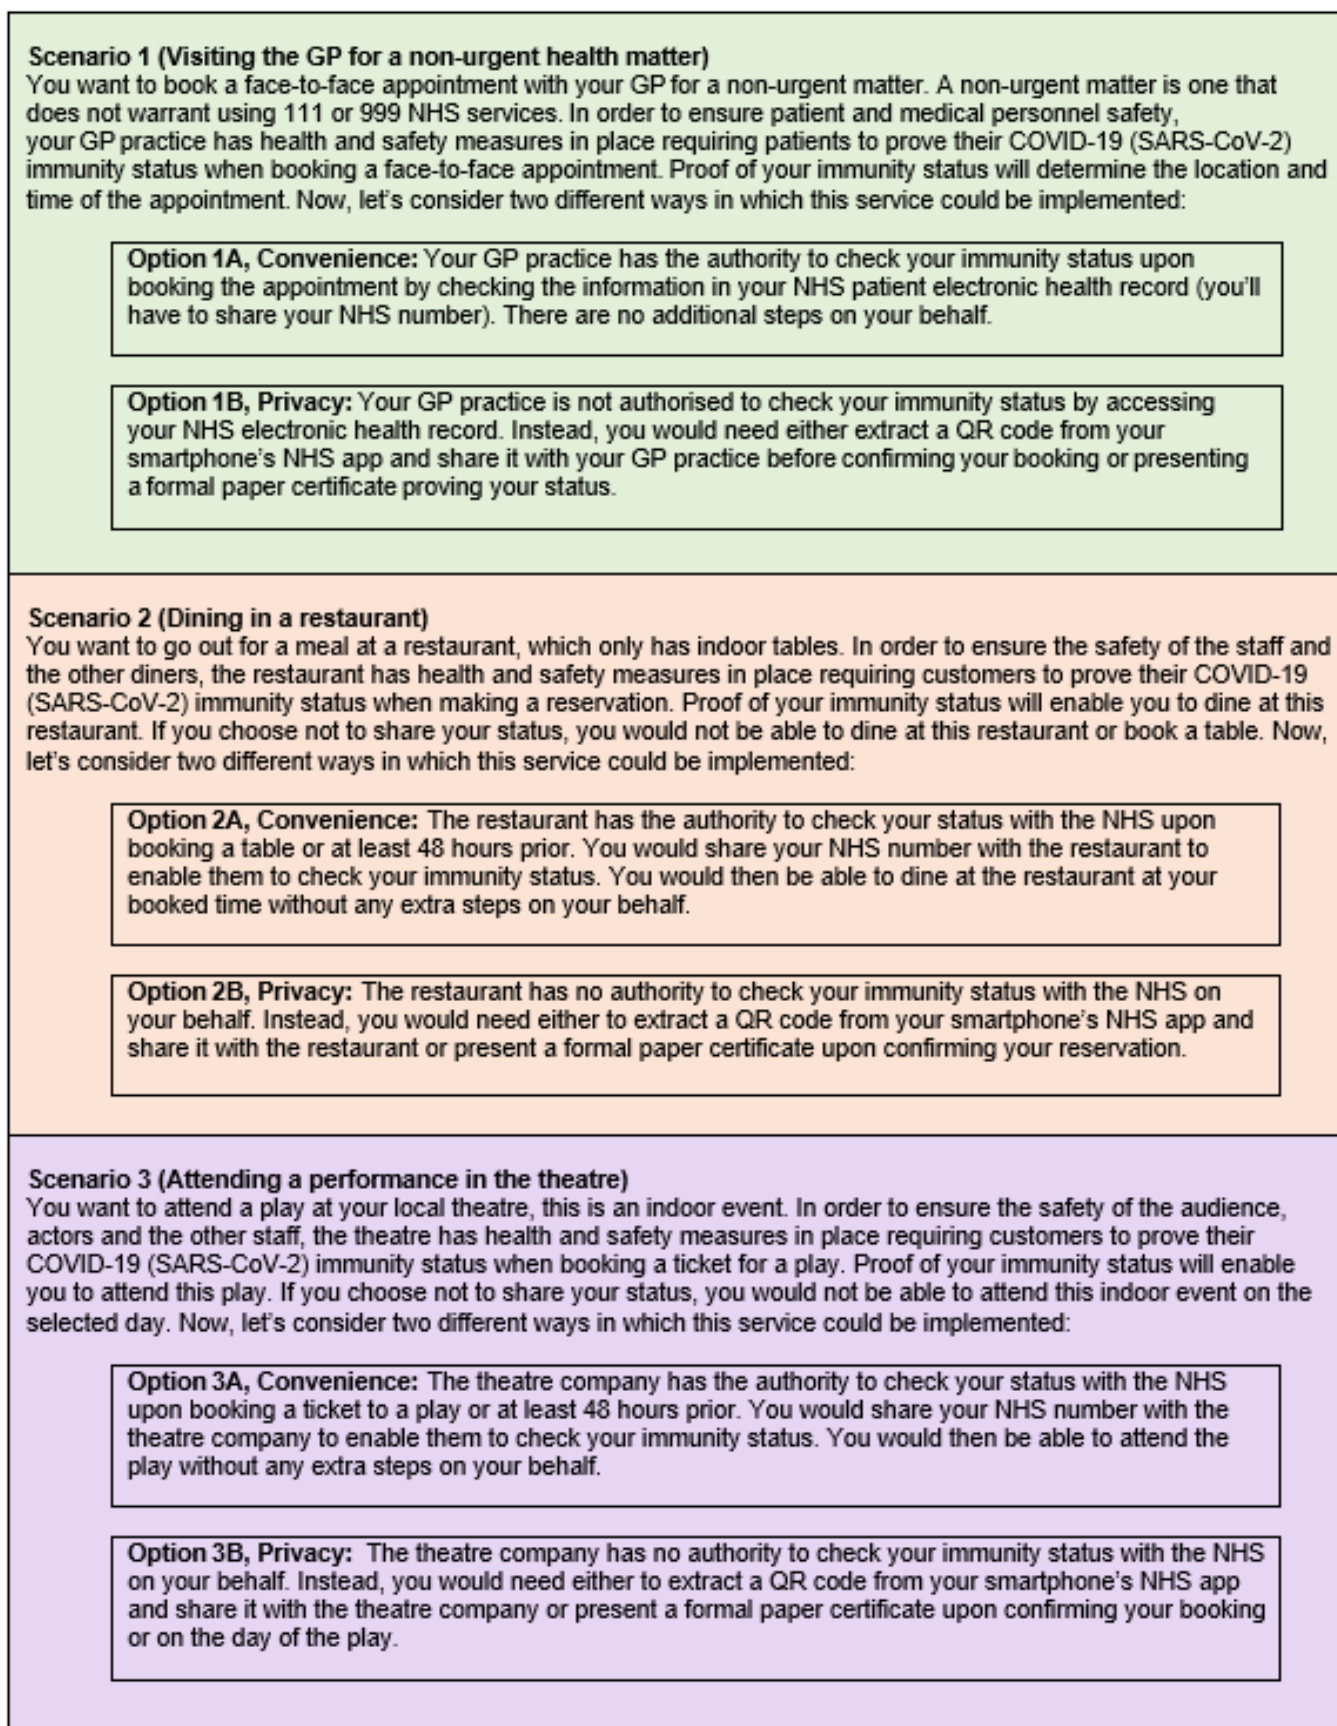 Scenario 1 (Visiting the GP for a non-urgent health matter)
You want to book a face-to-face appointment with your GP for a non-urgent matter. A non-urgent matter is one that
does not warrant using 111 or 999 NHS services. In order to ensure patient and medical personnel safety,
your GP practice has health and safety measures in place requiring patients to prove their COVID-19 (SARS-CoV-2)
immunity status when booking a face-to-face appointment. Proof of your immunity status will determine the location and
time of the appointment. Now, let's consider two different ways in which this service could be implemented:
Option 1A, Convenience: Your GP practice has the authority to check your immunity status upon
booking the appointment by checking the information in your NHS patient electronic health record (you'll
have to share your NHS number). There are no additional steps on your behalf.
Option 1B, Privacy: Your GP practice is not authorised to check your immunity status by accessing
your NHS electronic health record. Instead, you would need either extract a QR code from your
smartphone's NHS app and share it with your GP practice before confirming your booking or presenting
a formal paper certificate proving your status.
Scenario 2 (Dining in a restaurant)
You want to go out for a meal at a restaurant, which only has indoor tables. In order to ensure the safety of the staff and
the other diners, the restaurant has health and safety measures in place requiring customers to prove their COVID-19
(SARS-CoV-2) immunity status when making a reservation. Proof of your immunity status will enable you to dine at this
restaurant. If you choose not to share your status, you would not be able to dine at this restaurant or book a table. Now,
let's consider two different ways in which this service could be implemented:
Option 2A, Convenience: The restaurant has the authority to check your status with the NHS upon
booking a table or at least 48 hours prior. You would share your NHS number with the restaurant to
enable them to check your immunity status. You would then be able to dine at the restaurant at your
booked time without any extra steps on your behalf.
Option 2B, Privacy: The restaurant has no authority to check your immunity status with the NHS on
your behalf. Instead, you would need either to extract a QR code from your smartphone's NHS app and
share it with the restaurant or present a formal paper certificate upon confirming your reservation.
Scenario 3 (Attending a performance in the theatre)
You want to attend a play at your local theatre, this is an indoor event. In order to ensure the safety of the audience,
actors and the other staff, the theatre has health and safety measures in place requiring customers to prove their
COVID-19 (SARS-CoV-2) immunity status when booking a ticket for a play. Proof of your immunity status will enable
you to attend this play. If you choose not to share your status, you would not be able to attend this indoor event on the
selected day. Now, let's consider two different ways in which this service could be implemented:
Option 3A, Convenience: The theatre company has the authority to check your status with the NHS
upon booking a ticket to a play or at least 48 hours prior. You would share your NHS number with the
theatre company to enable them to check your immunity status. You would then be able to attend the
play without any extra steps on your behalf.
Option 3B, Privacy: The theatre company has no authority to check your immunity status with the NHS
on your behalf. Instead, you would need either to extract a QR code from your smartphone's NHS app
and share it with the theatre company or present a formal paper certificate upon confirming your booking
or on the day of the play.